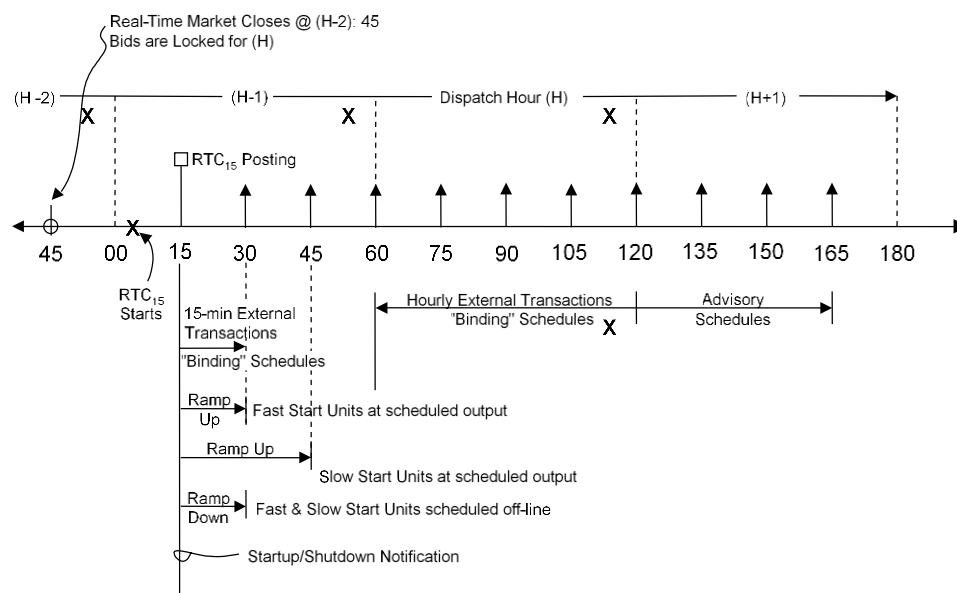 Real-Time Market Closes @ (H-2): 45
Bids are Locked for (H)
(H -2) (H-1) Dispatch Hour (H) (H+1)
X X X
RTC15 Posting
X
45 00 15 30 45 60 75 90 105 120 135 150 165 180
RTC15
Starts
15-min External
Transactions
"Binding" Schedules
Hourly External Transactions
"Binding" Schedules X
Advisory
Schedules
Ramp
Up
Fast Start Units at scheduled output
Ramp Up
Slow Start Units at scheduled output
Ramp
Down
Fast & Slow Start Units scheduled off-line
Startup/Shutdown Notification